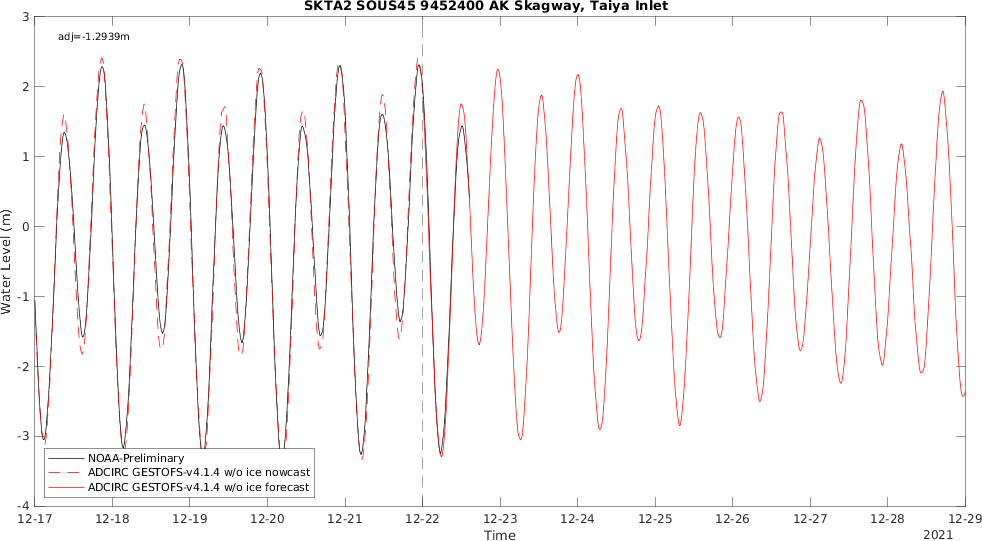 SKTA2 SOUS45 9452400 AK Skagway, Taiya Inlet
adj=-1.2939m
3
2
1
0
-1
-2
-3
-4
Water Level (m)
NOAA-Preliminary
ADCIRC GESTOFS-v4.1.4 w/o ice nowcast
ADCIRC GESTOFS-v4.1.4 w/o ice forecast
12-17 12-18 12-19 12-20 12-21 12-22 12-23 12-24 12-25 12-26 12-27 12-28 12-29
Time
2021